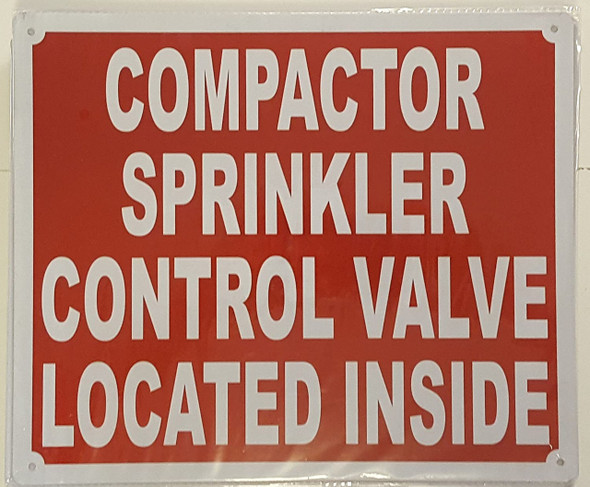 COMPACTOR
SPRINKLER
CONTROL VALVE
LOCATED INSIDE